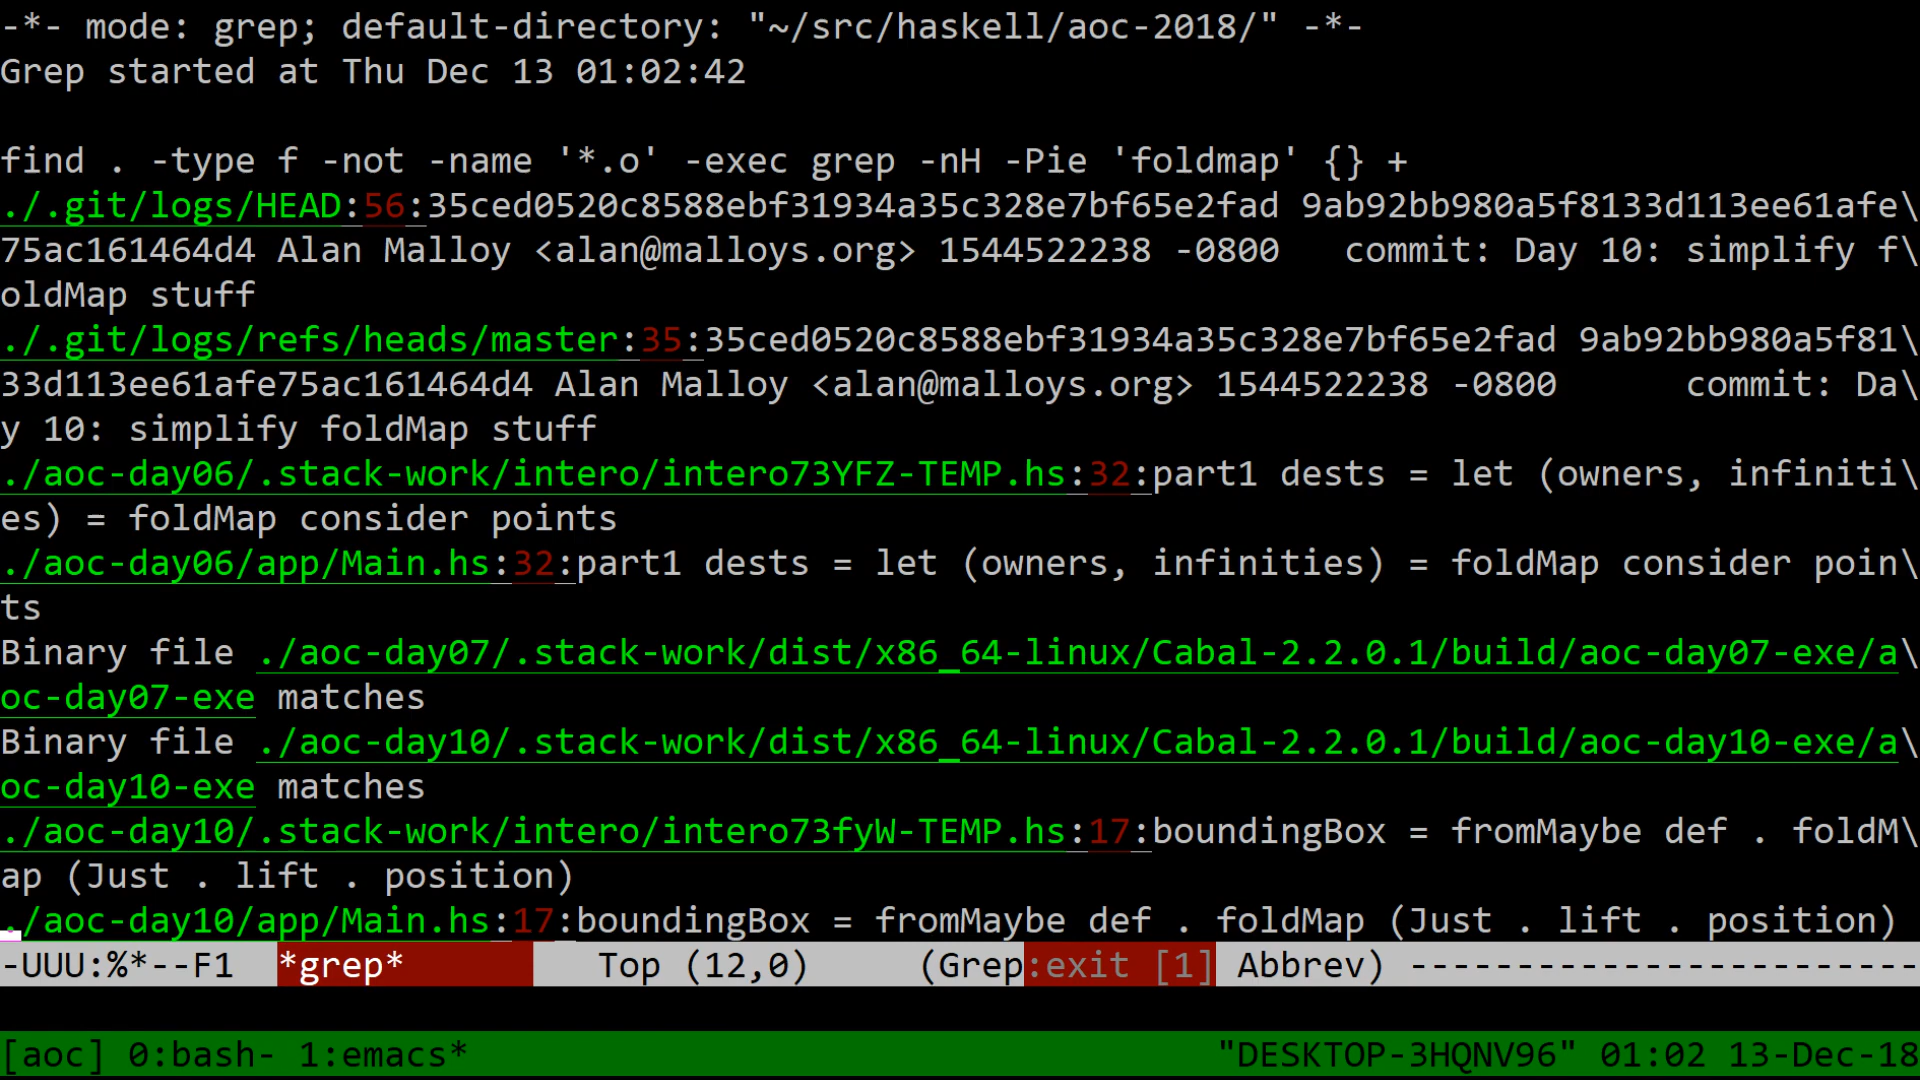 -*- mode: grep; default-directory: "~/src/haskell/aoc-2018/" -*-
Grep started at Thu Dec 13 01:02:42
find . -type f -not -name '*.o' -exec grep -nH -Pie 'foldmap' {} +
./.git/logs/HEAD:56:35ced0520c8588ebf31934a35c328e7bf65e2fad 9ab92bb980a5f8133d113ee61afe\
75ac161464d4 Alan Malloy <alan@malloys.org> 1544522238 -0800   commit: Day 10: simplify f\
oldMap stuff
./.git/logs/refs/heads/master:35:35ced0520c8588ebf31934a35c328e7bf65e2fad 9ab92bb980a5f81\
33d113ee61afe75ac161464d4 Alan Malloy <alan@malloys.org> 1544522238 -0800      commit: Da\
y 10: simplify foldMap stuff
./aoc-day06/.stack-work/intero/intero73YFZ-TEMP.hs:32:part1 dests = let (owners, infiniti\
es) = foldMap consider points
./aoc-day06/app/Main.hs:32:part1 dests = let (owners, infinities) = foldMap consider poin\
ts
Binary file ./aoc-day07/.stack-work/dist/x86_64-linux/Cabal-2.2.0.1/build/aoc-day07-exe/a\
oc-day07-exe matches
Binary file ./aoc-day10/.stack-work/dist/x86_64-linux/Cabal-2.2.0.1/build/aoc-day10-exe/a\
oc-day10-exe matches
./aoc-day10/.stack-work/intero/intero73fyW-TEMP.hs:17:boundingBox = fromMaybe def . foldM\
ap (Just . lift . position)
./aoc-day10/app/Main.hs:17:boundingBox = fromMaybe def . foldMap (Just . lift . position)
-UUU:%*--F1  *grep*         Top (12,0)     (Grep:exit [1] Abbrev) ------------------------
[aoc] 0:bash- 1:emacs*                                   "DESKTOP-3HQNV96" 01:02 13-Dec-18